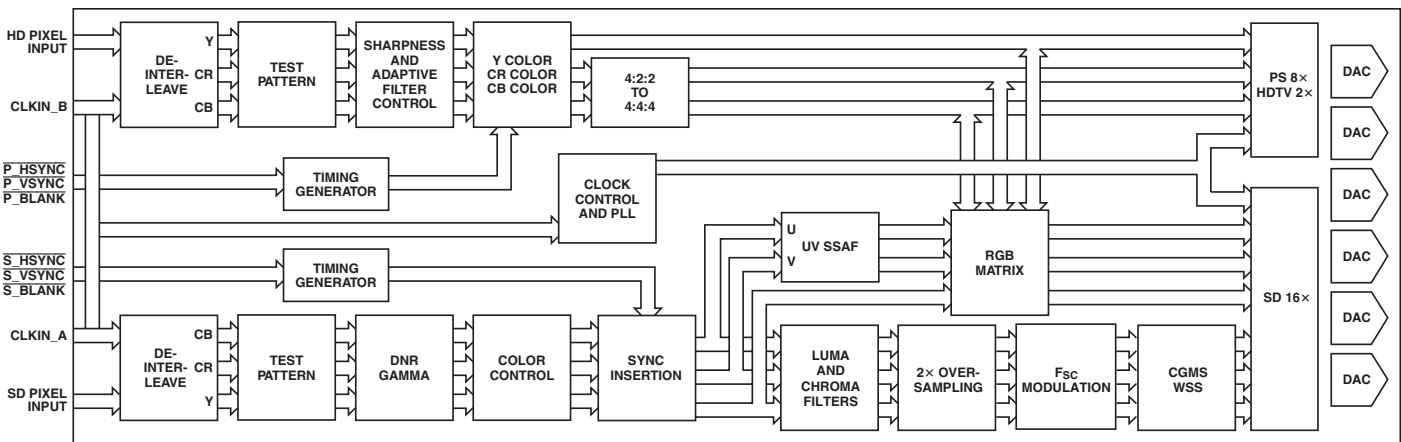 HD PIXEL
INPUT
CLKIN_B
P_HSYNC
P_VSYNC
P_BLANK
S_HSYNC
S_VSYNC
S_BLANK
CLKIN_A
SD PIXEL
INPUT
DE-
INTER-
LEAVE
Y
CR
CB
TEST
PATTERN
SHARPNESS
AND
ADAPTIVE
FILTER
CONTROL
Y COLOR
CR COLOR
CB COLOR
4:2:2
TO
4:4:4
PS 8×
HDTV 2×
TIMING
GENERATOR
CLOCK
CONTROL
AND PLL
TIMING
GENERATOR
U
V
UV SSAF
RGB
MATRIX
SD 16×
DE-
INTER-
LEAVE
CB
CR
Y
TEST
PATTERN
DNR
GAMMA
COLOR
CONTROL
SYNC
INSERTION
LUMA
AND
CHROMA
FILTERS
2× OVER-
SAMPLING
FSC
MODULATION
CGMS
WSS
DAC
DAC
DAC
DAC
DAC
DAC